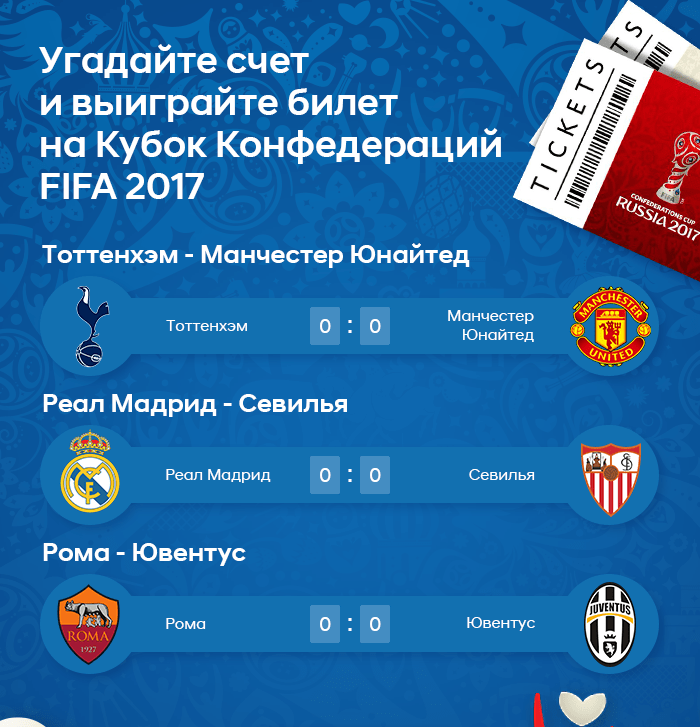 Угадайте счет
и выиграйте билет
на Кубок Конфедераций
FIFA 2017
TICKETS
FIFA
CONFEDERATIONS CUP
RUSSIA 2017
Тоттенхэм - Манчестер Юнайтед
Тоттенхэм
0 : 0
Манчестер
Юнайтед
MANCHESTER
UNITED
Реал Мадрид - Севилья
Реал Мадрид
0 : 0
Севилья
Рома - Ювентус
ROMA
1927
Рома
0 : 0
Ювентус
JUVENTUS